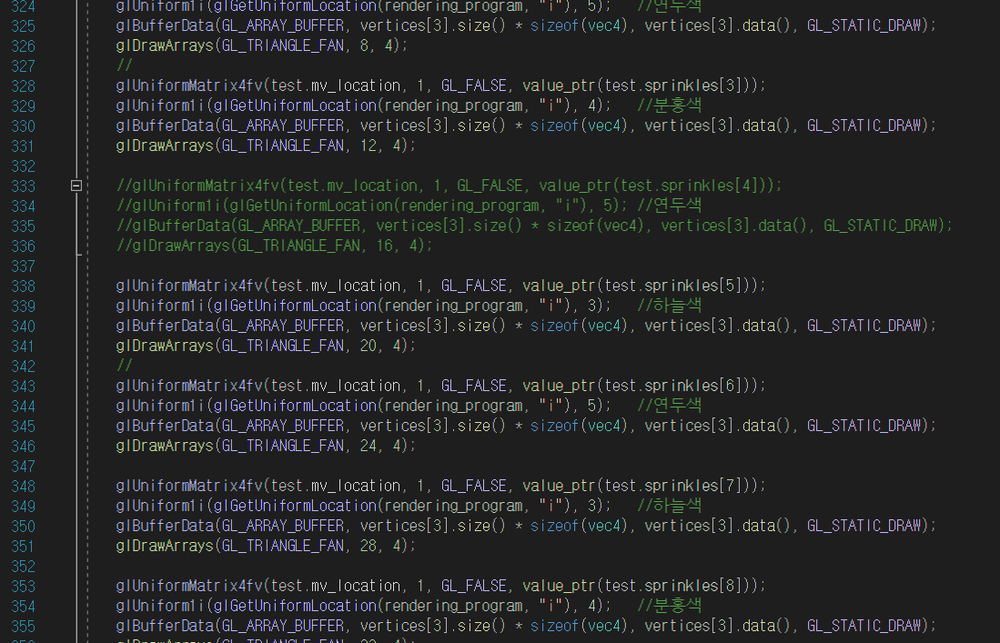 324 glUniform1i(glGetUniformLocation(rendering_program, "i"), 5); //연두색
325 glBufferData(GL_ARRAY_BUFFER, vertices[3].size() * sizeof(vec4), vertices[3].data(), GL_STATIC_DRAW);
326 glDrawArrays(GL_TRIANGLE_FAN, 8, 4);
327 //
328 glUniformMatrix4fv(test.mv_location, 1, GL_FALSE, value_ptr(test.sprinkles[3]));
329 glUniform1i(glGetUniformLocation(rendering_program, "i"), 4); //분홍색
330 glBufferData(GL_ARRAY_BUFFER, vertices[3].size() * sizeof(vec4), vertices[3].data(), GL_STATIC_DRAW);
331 glDrawArrays(GL_TRIANGLE_FAN, 12, 4);
332
333 //glUniformMatrix4fv(test.mv_location, 1, GL_FALSE, value_ptr(test.sprinkles[4]));
334 //glUniform1i(glGetUniformLocation(rendering_program, "i"), 5); //연두색
335 //glBufferData(GL_ARRAY_BUFFER, vertices[3].size() * sizeof(vec4), vertices[3].data(), GL_STATIC_DRAW);
336 //glDrawArrays(GL_TRIANGLE_FAN, 16, 4);
337
338 glUniformMatrix4fv(test.mv_location, 1, GL_FALSE, value_ptr(test.sprinkles[5]));
339 glUniform1i(glGetUniformLocation(rendering_program, "i"), 3); //하늘색
340 glBufferData(GL_ARRAY_BUFFER, vertices[3].size() * sizeof(vec4), vertices[3].data(), GL_STATIC_DRAW);
341 glDrawArrays(GL_TRIANGLE_FAN, 20, 4);
342 //
343 glUniformMatrix4fv(test.mv_location, 1, GL_FALSE, value_ptr(test.sprinkles[6]));
344 glUniform1i(glGetUniformLocation(rendering_program, "i"), 5); //연두색
345 glBufferData(GL_ARRAY_BUFFER, vertices[3].size() * sizeof(vec4), vertices[3].data(), GL_STATIC_DRAW);
346 glDrawArrays(GL_TRIANGLE_FAN, 24, 4);
347
348 glUniformMatrix4fv(test.mv_location, 1, GL_FALSE, value_ptr(test.sprinkles[7]));
349 glUniform1i(glGetUniformLocation(rendering_program, "i"), 3); //하늘색
350 glBufferData(GL_ARRAY_BUFFER, vertices[3].size() * sizeof(vec4), vertices[3].data(), GL_STATIC_DRAW);
351 glDrawArrays(GL_TRIANGLE_FAN, 28, 4);
352
353 glUniformMatrix4fv(test.mv_location, 1, GL_FALSE, value_ptr(test.sprinkles[8]));
354 glUniform1i(glGetUniformLocation(rendering_program, "i"), 4); //분홍색
355 glBufferData(GL_ARRAY_BUFFER, vertices[3].size() * sizeof(vec4), vertices[3].data(), GL_STATIC_DRAW);